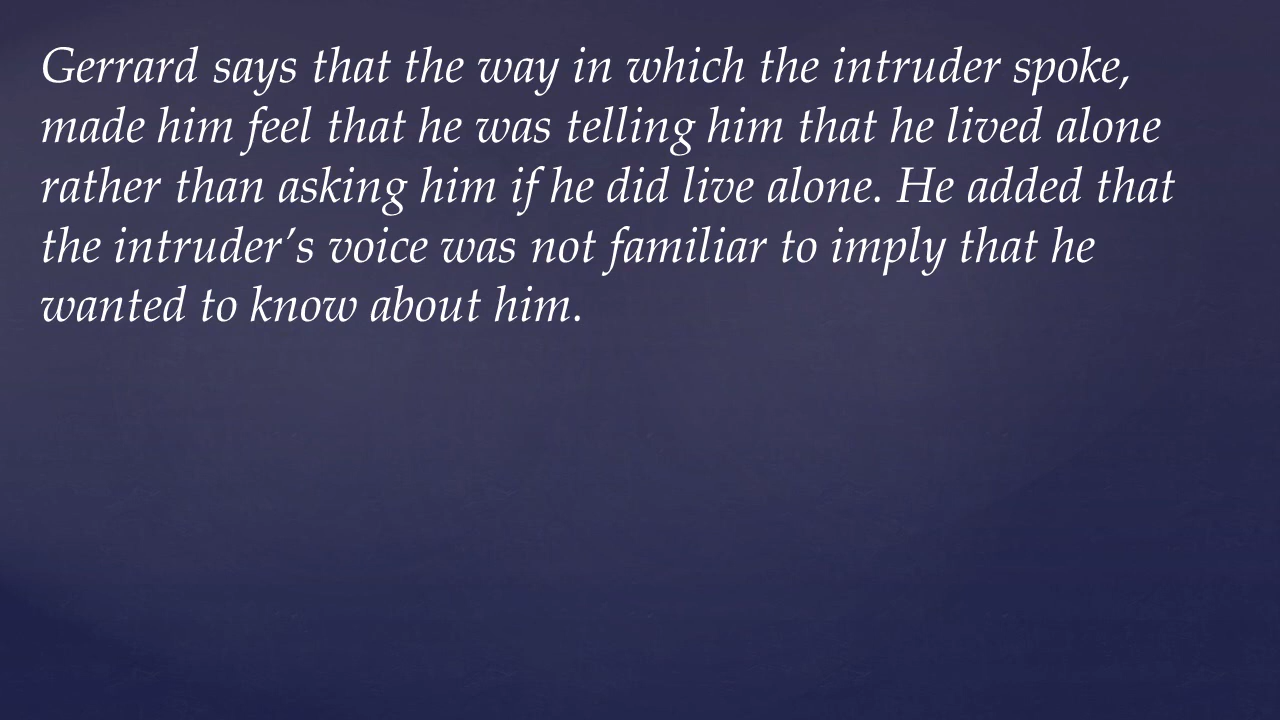 Gerrard says that the way in which the intruder spoke,
made him feel that he was telling him that he lived alone
rather than asking him if he did live alone. He added that
the intruder’s voice was not familiar to imply that he
wanted to know about him.